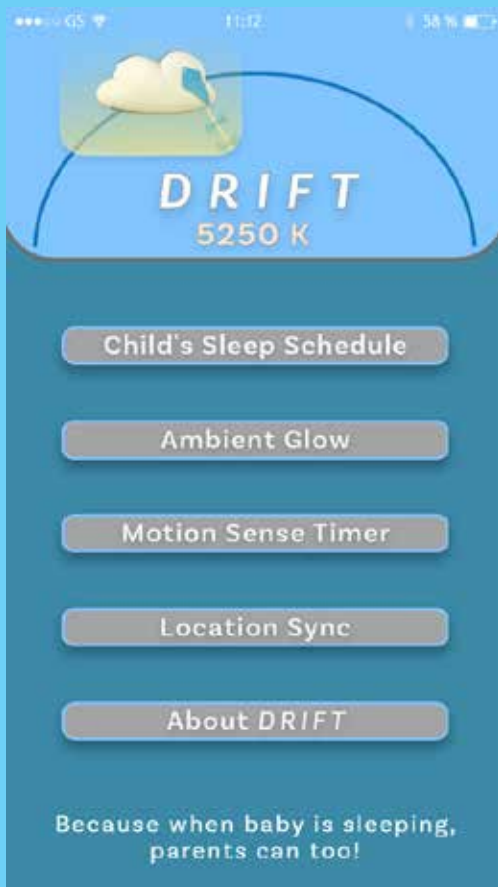 GS 11:12 58 %
DRIFT
5250 K
Child's Sleep Schedule
Ambient Glow
Motion Sense Timer
Location Sync
About DRIFT
Because when baby is sleeping,
parents can too!